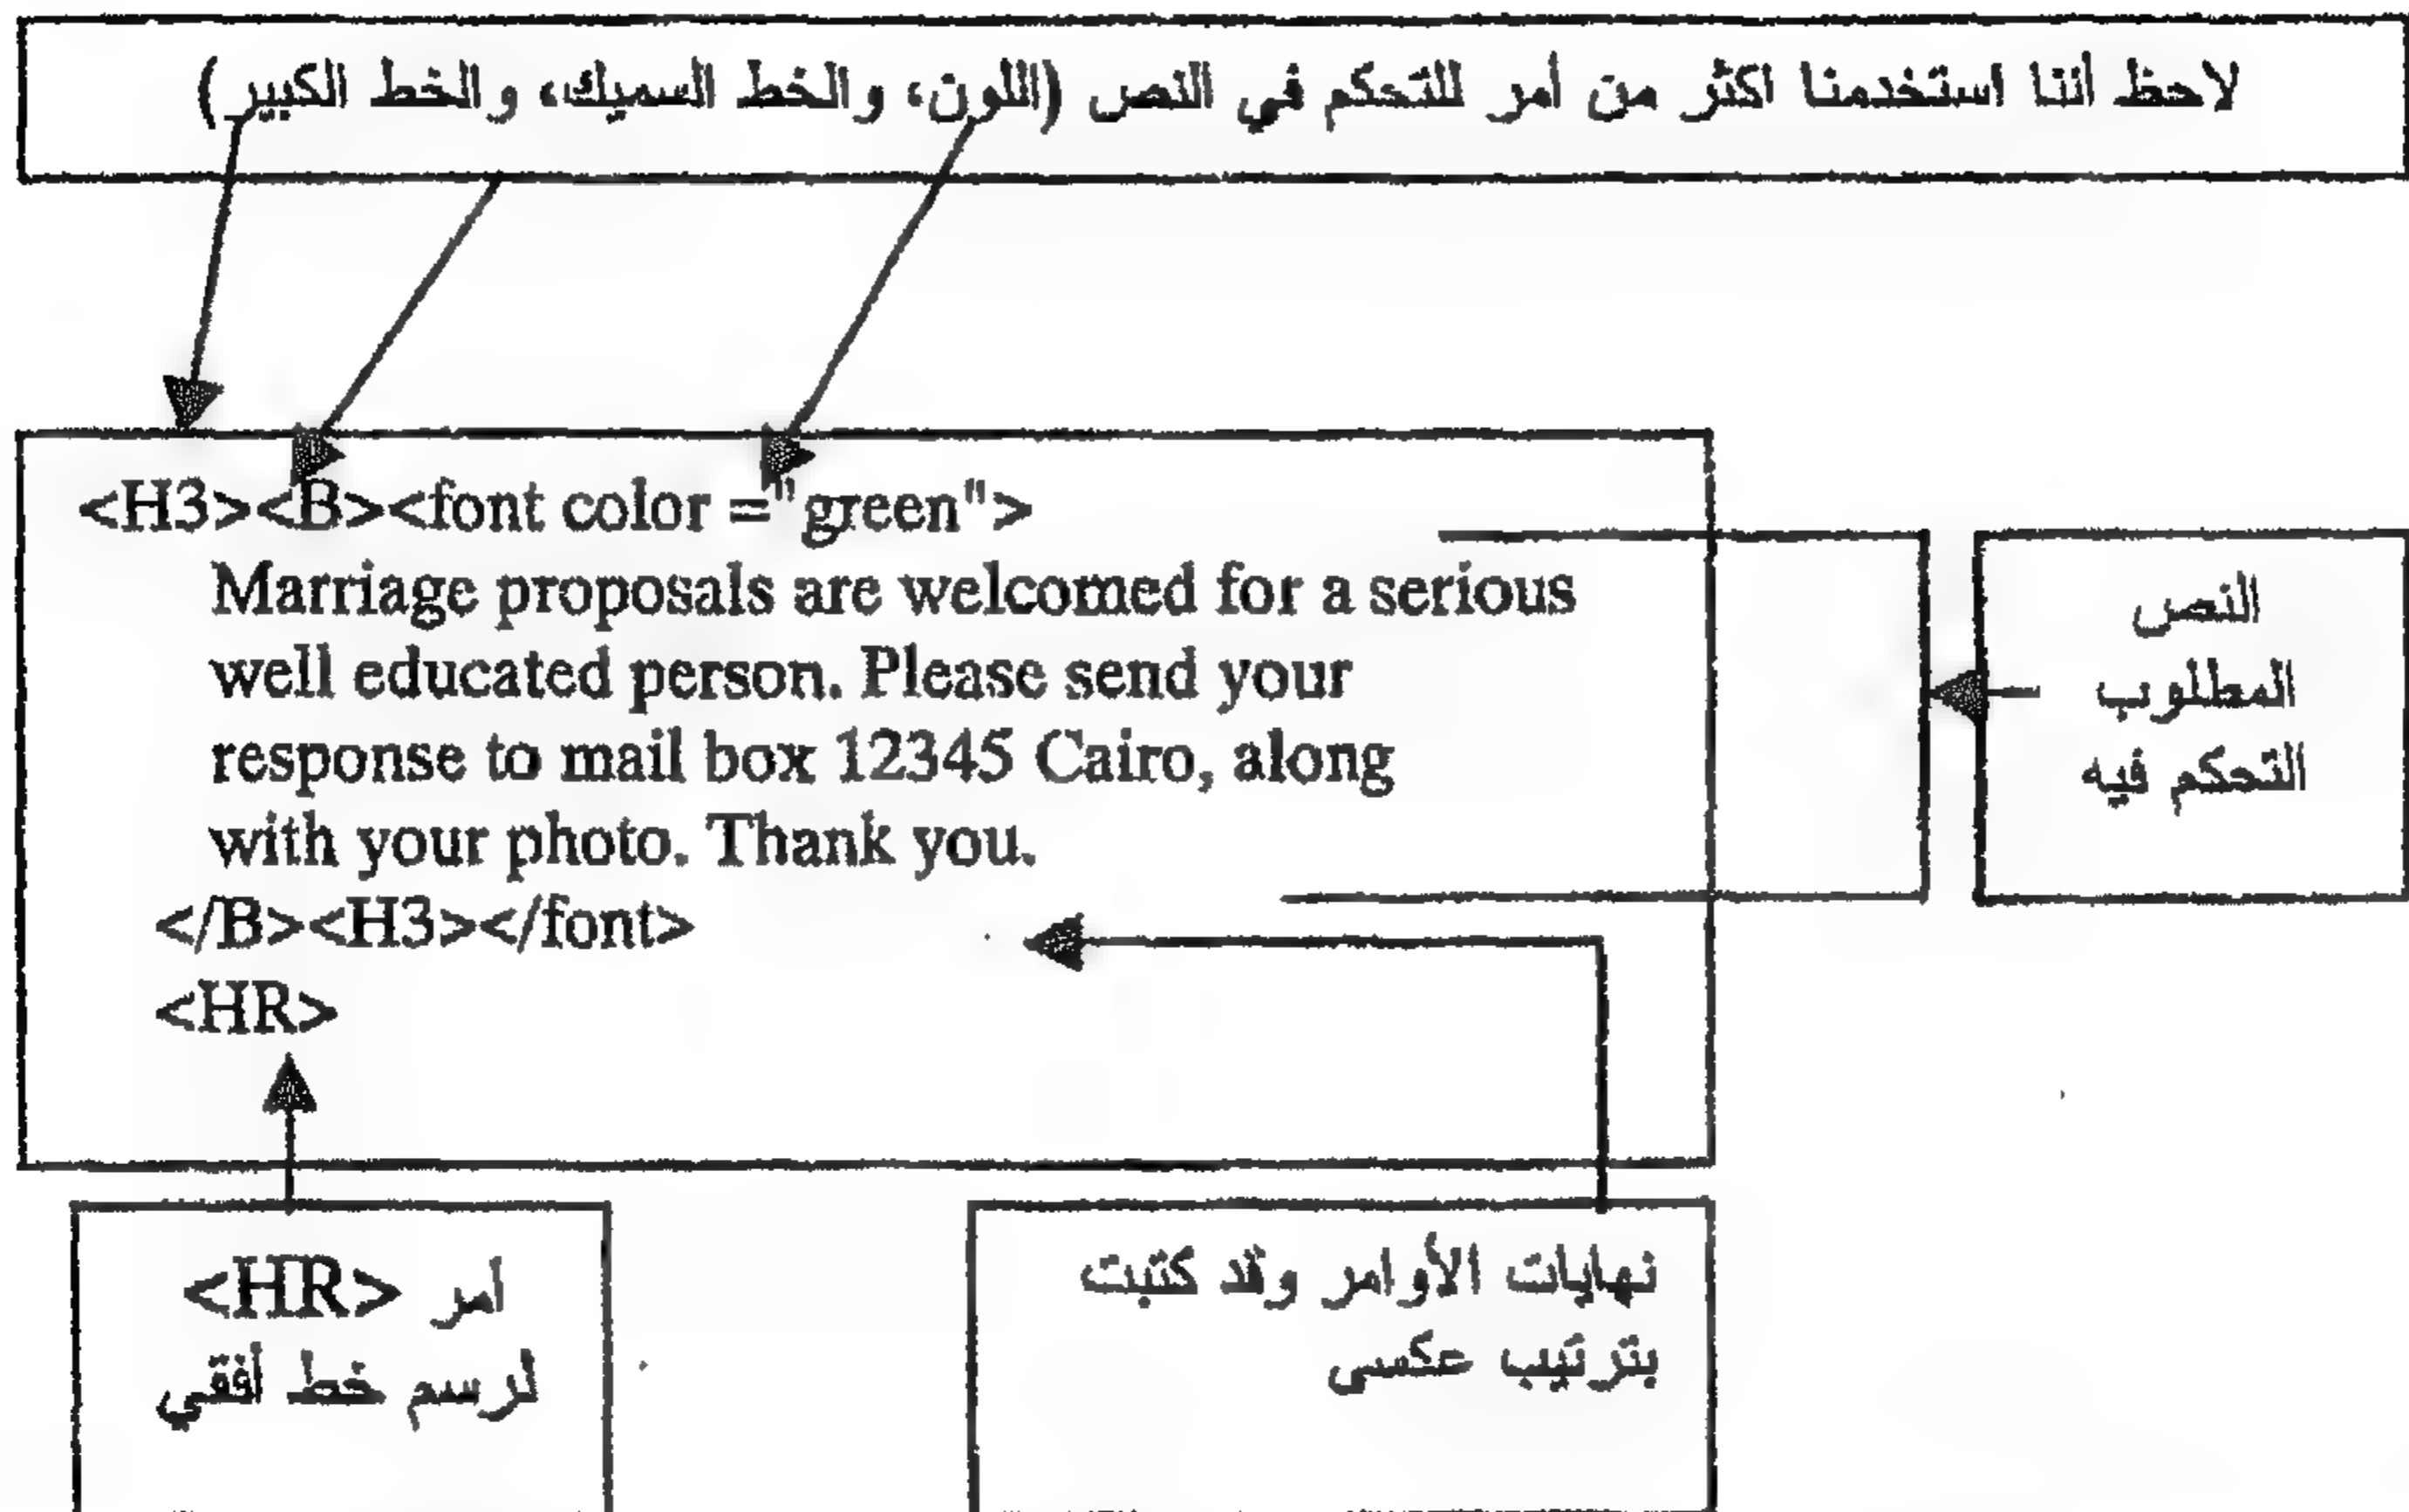 لاحظ أننا استخدمنا اكثر من أمر للتحكم في النص (اللون، والخط السميك، والخط الكبير)
<H3><B><font color ="green">
Marriage proposals are welcomed for a serious
well educated person. Please send your
response to mail box 12345 Cairo, along
with your photo. Thank you.
</B><H3></font>
<HR>
النص
المطلوب
التحكم فيه
نهايات الأوامر وقد كتبت
بترتيب عكسى
امر <HR>
لرسم خط أفقي